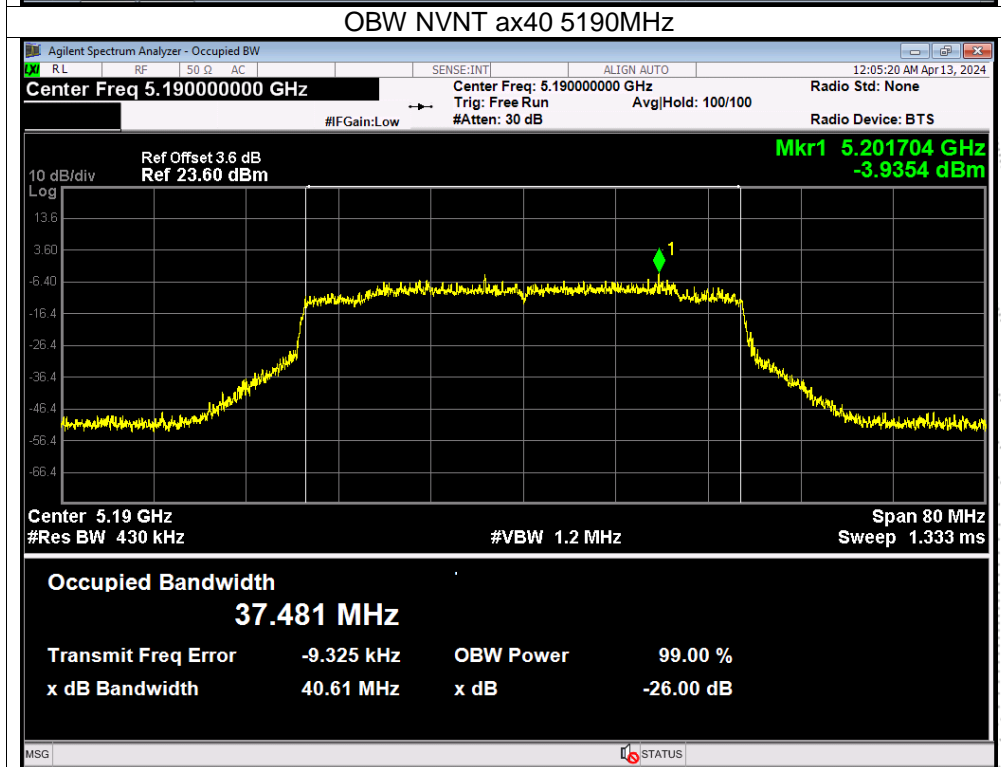 OBW NVNT ax40 5190MHz
Agilent Spectrum Analyzer - Occupied BW
LXI RL RF 50 Ω AC SENSE:INT ALIGN AUTO 12:05:20 AM Apr 13, 2024
Center Freq 5.190000000 GHz Center Freq: 5.190000000 GHz Radio Std: None
Trig: Free Run Avg|Hold: 100/100
#IFGain:Low #Atten: 30 dB Radio Device: BTS
Ref Offset 3.6 dB Mkr1 5.201704 GHz
10 dB/div Ref 23.60 dBm -3.9354 dBm
Log
13.6
3.60
1
-6.40
-16.4
-26.4
-36.4
-46.4
-56.4
-66.4
Center 5.19 GHz Span 80 MHz
#Res BW 430 kHz #VBW 1.2 MHz Sweep 1.333 ms
Occupied Bandwidth
37.481 MHz
Transmit Freq Error -9.325 kHz OBW Power 99.00 %
x dB Bandwidth 40.61 MHz x dB -26.00 dB
MSG STATUS